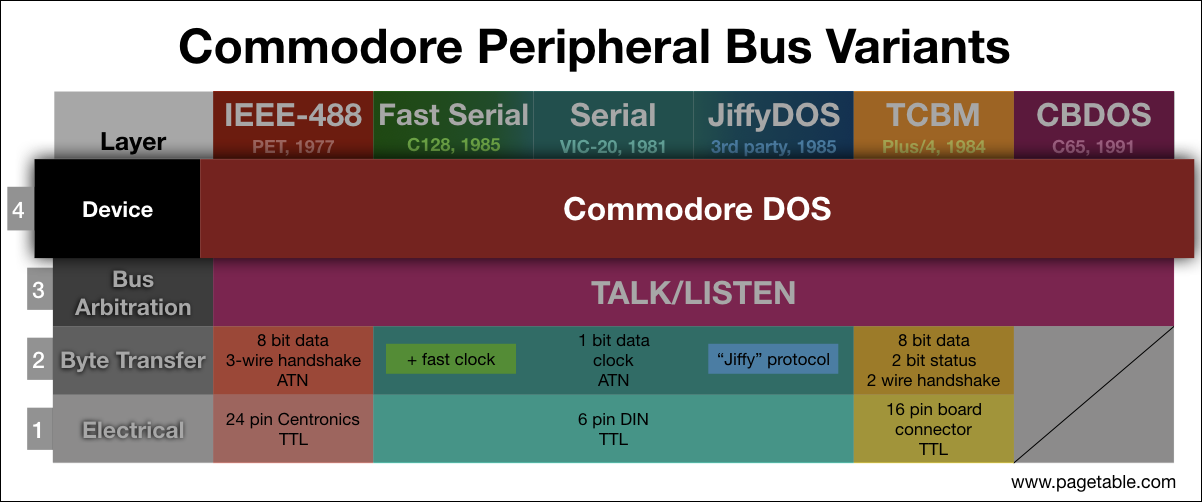 Commodore Peripheral Bus Variants
Layer
IEEE-488
PET, 1977
Fast Serial
C128, 1985
Serial
VIC-20, 1981
JiffyDOS
3rd party, 1985
TCBM
Plus/4, 1984
CBDOS
C65, 1991
4
Device
Commodore DOS
3
Bus
Arbitration
TALK/LISTEN
2
Byte Transfer
8 bit data
3-wire handshake
ATN
+ fast clock
1 bit data
clock
ATN
“Jiffy” protocol
8 bit data
2 bit status
2 wire handshake
1
Electrical
24 pin Centronics
TTL
6 pin DIN
TTL
16 pin board
connector
TTL
www.pagetable.com